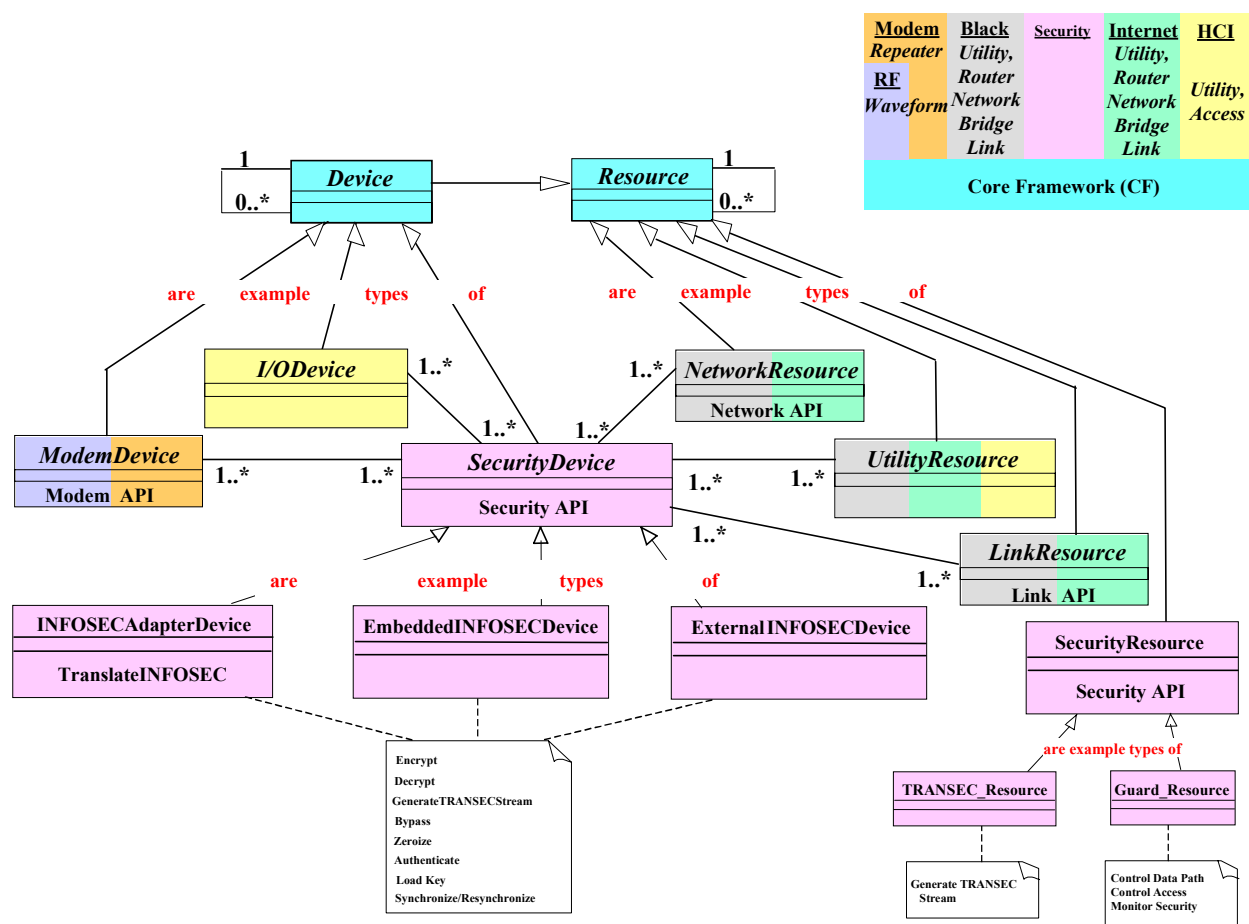 Modem
Repeater
RF
Waveform
Black
Utility,
Router
Network
Bridge
Link
Security
Internet
Utility,
Router
Network
Bridge
Link
HCI
Utility,
Access
Core Framework (CF)
1
Device
0..*
Resource
1
0..*
are example types of
are example types of
I/ODevice
1..*
1..*
NetworkResource
Network API
1..*
1..*
ModemDevice
Modem API
1..*
1..*
SecurityDevice
Security API
1..*
1..*
UtilityResource
1..*
1..*
LinkResource
Link API
are example types of
INFOSECAdapterDevice
TranslateINFOSEC
EmbeddedINFOSECDevice
ExternalINFOSECDevice
SecurityResource
Security API
are example types of
Encrypt
Decrypt
GenerateTRANSECStream
Bypass
Zeroize
Authenticate
Load Key
Synchronize/Resynchronize
TRANSEC_Resource
Guard_Resource
Generate TRANSEC
Stream
Control Data Path
Control Access
Monitor Security